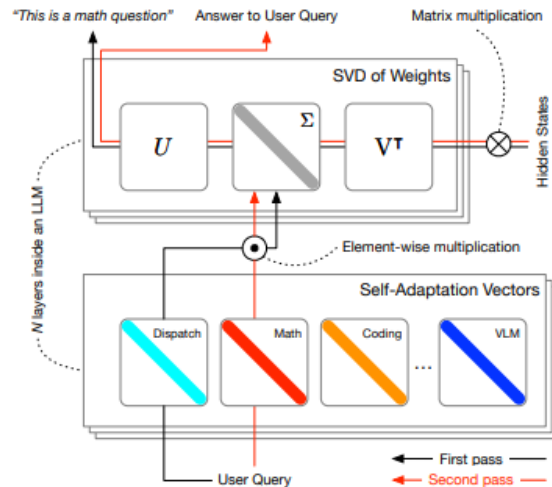 "This is a math question"
Answer to User Query
Matrix multiplication
SVD of Weights
U
Σ
V⊤
Hidden States
N layers inside an LLM
Element-wise multiplication
Self-Adaptation Vectors
Dispatch
Math
Coding
...
VLM
User Query
First pass
Second pass